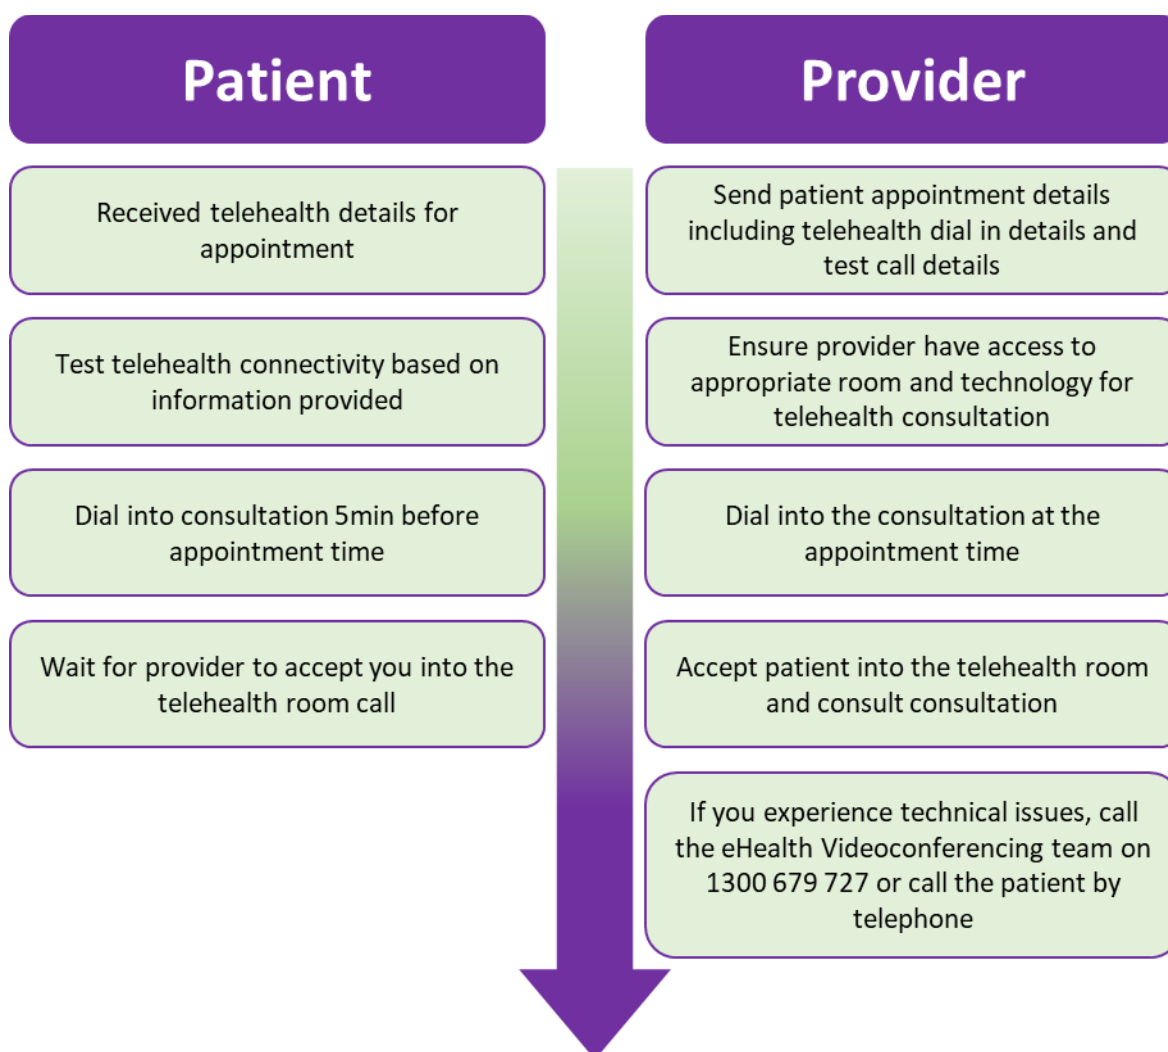 Patient
Received telehealth details for
appointment
Test telehealth connectivity based on
information provided
Dial into consultation 5min before
appointment time
Wait for provider to accept you into the
telehealth room call
Provider
Send patient appointment details
including telehealth dial in details and
test call details
Ensure provider have access to
appropriate room and technology for
telehealth consultation
Dial into the consultation at the
appointment time
Accept patient into the telehealth room
and consult consultation
If you experience technical issues, call
the eHealth Videoconferencing team on
1300 679 727 or call the patient by
telephone